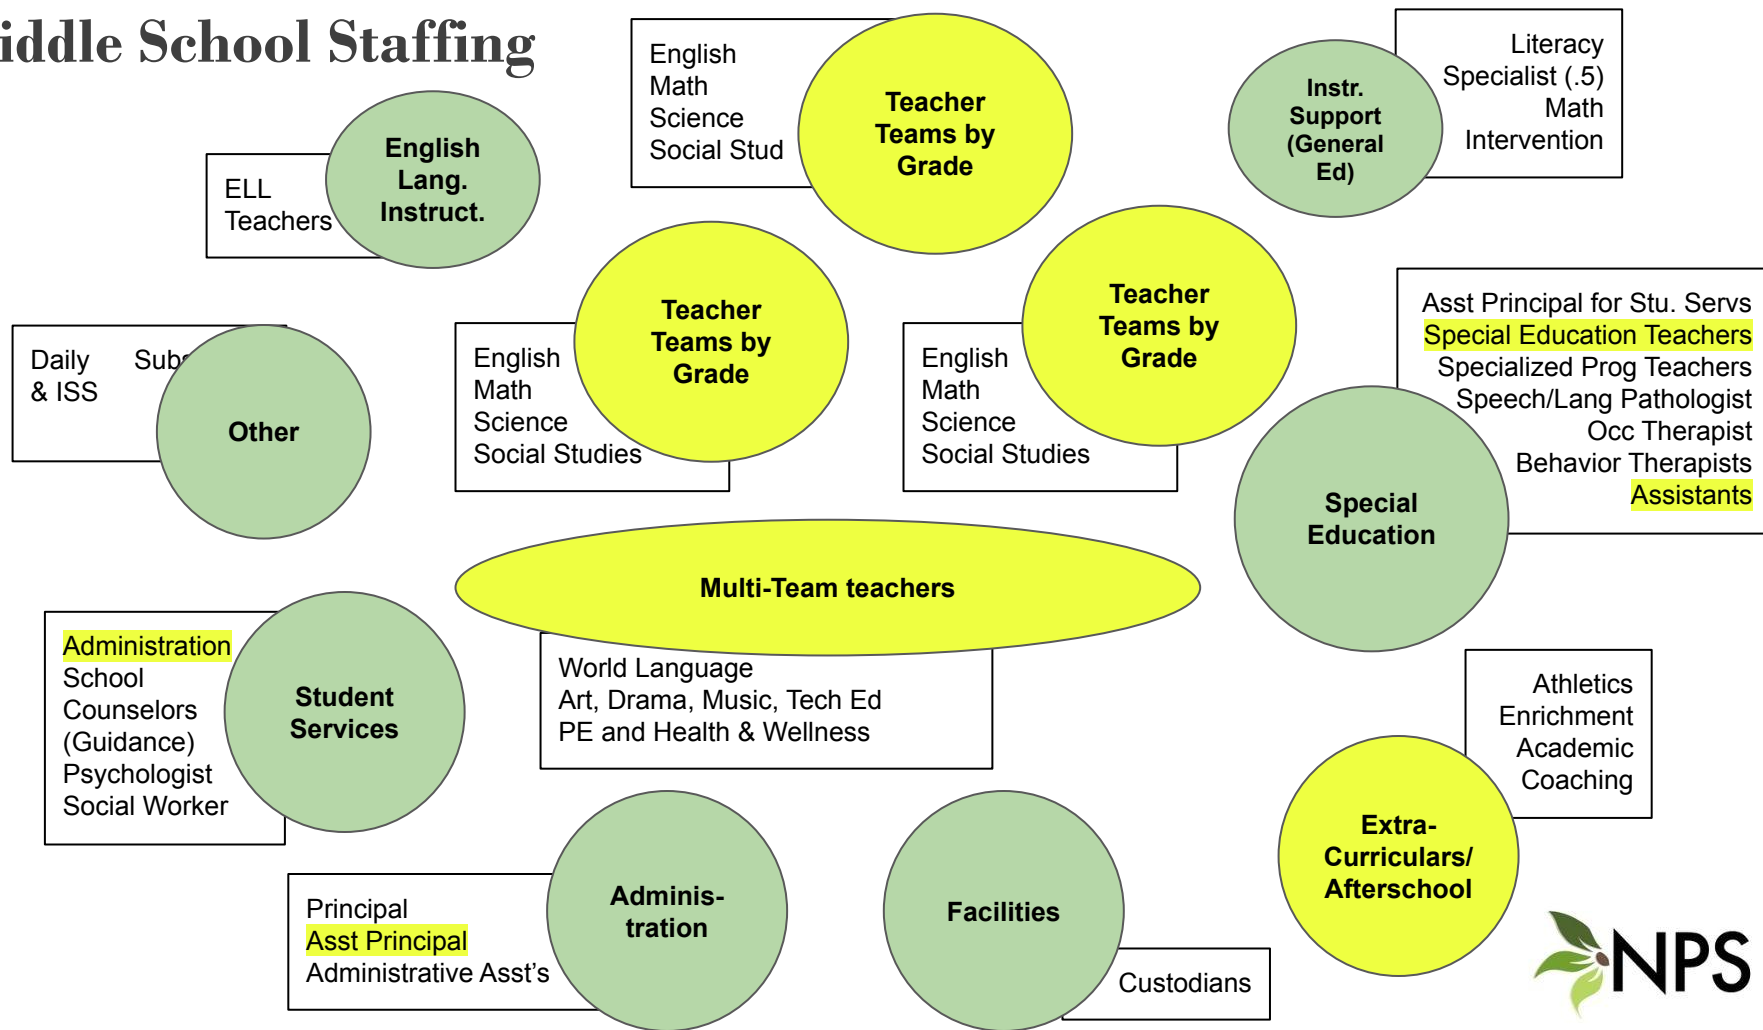 iddle School Staffing
English
Math
Science
Social Stud
Teacher
Teams by
Grade
Instr.
Support
(General
Ed)
Literacy
Specialist (.5)
Math
Intervention
ELL
Teachers
English
Lang.
Instruct.
English
Math
Science
Social Studies
Teacher
Teams by
Grade
English
Math
Science
Social Studies
Teacher
Teams by
Grade
Asst Principal for Stu. Servs
Special Education Teachers
Specialized Prog Teachers
Speech/Lang Pathologist
Occ Therapist
Behavior Therapists
Assistants
Special
Education
Daily Subs
& ISS
Other
Multi-Team teachers
World Language
Art, Drama, Music, Tech Ed
PE and Health & Wellness
Administration
School
Counselors
(Guidance)
Psychologist
Social Worker
Student
Services
Athletics
Enrichment
Academic
Coaching
Extra-
Curriculars/
Afterschool
Principal
Asst Principal
Administrative Asst's
Adminis-
tration
Facilities
Custodians
NPS